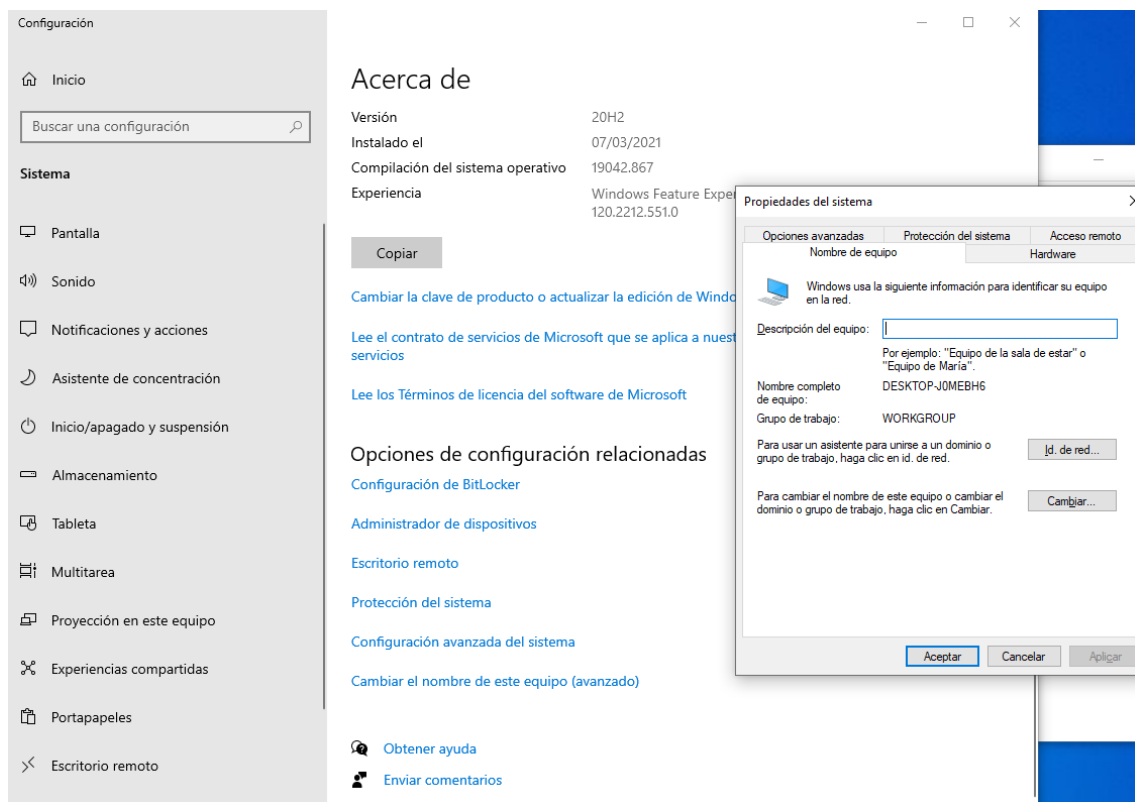 Configuración
Inicio
Buscar una configuración
Sistema
Pantalla
Sonido
Notificaciones y acciones
Asistente de concentración
Inicio/apagado y suspensión
Almacenamiento
Tableta
Multitarea
Proyección en este equipo
Experiencias compartidas
Portapapeles
Escritorio remoto
Acerca de
Versión 20H2
Instalado el 07/03/2021
Compilación del sistema operativo 19042.867
Experiencia Windows Feature Exper
120.2212.551.0
Copiar
Cambiar la clave de producto o actualizar la edición de Windo
Lee el contrato de servicios de Microsoft que se aplica a nuest
servicios
Lee los Términos de licencia del software de Microsoft
Opciones de configuración relacionadas
Configuración de BitLocker
Administrador de dispositivos
Escritorio remoto
Protección del sistema
Configuración avanzada del sistema
Cambiar el nombre de este equipo (avanzado)
Obtener ayuda
Enviar comentarios
Propiedades del sistema
Opciones avanzadas Protección del sistema Acceso remoto
Nombre de equipo Hardware
Windows usa la siguiente información para identificar su equipo
en la red.
Descripción del equipo:
Por ejemplo: "Equipo de la sala de estar" o
"Equipo de María".
Nombre completo DESKTOP-J0MEBH6
de equipo:
Grupo de trabajo: WORKGROUP
Para usar un asistente para unirse a un dominio o
grupo de trabajo, haga clic en id. de red.
Id. de red...
Para cambiar el nombre de este equipo o cambiar el
dominio o grupo de trabajo, haga clic en Cambiar.
Cambiar...
Aceptar Cancelar Aplicar